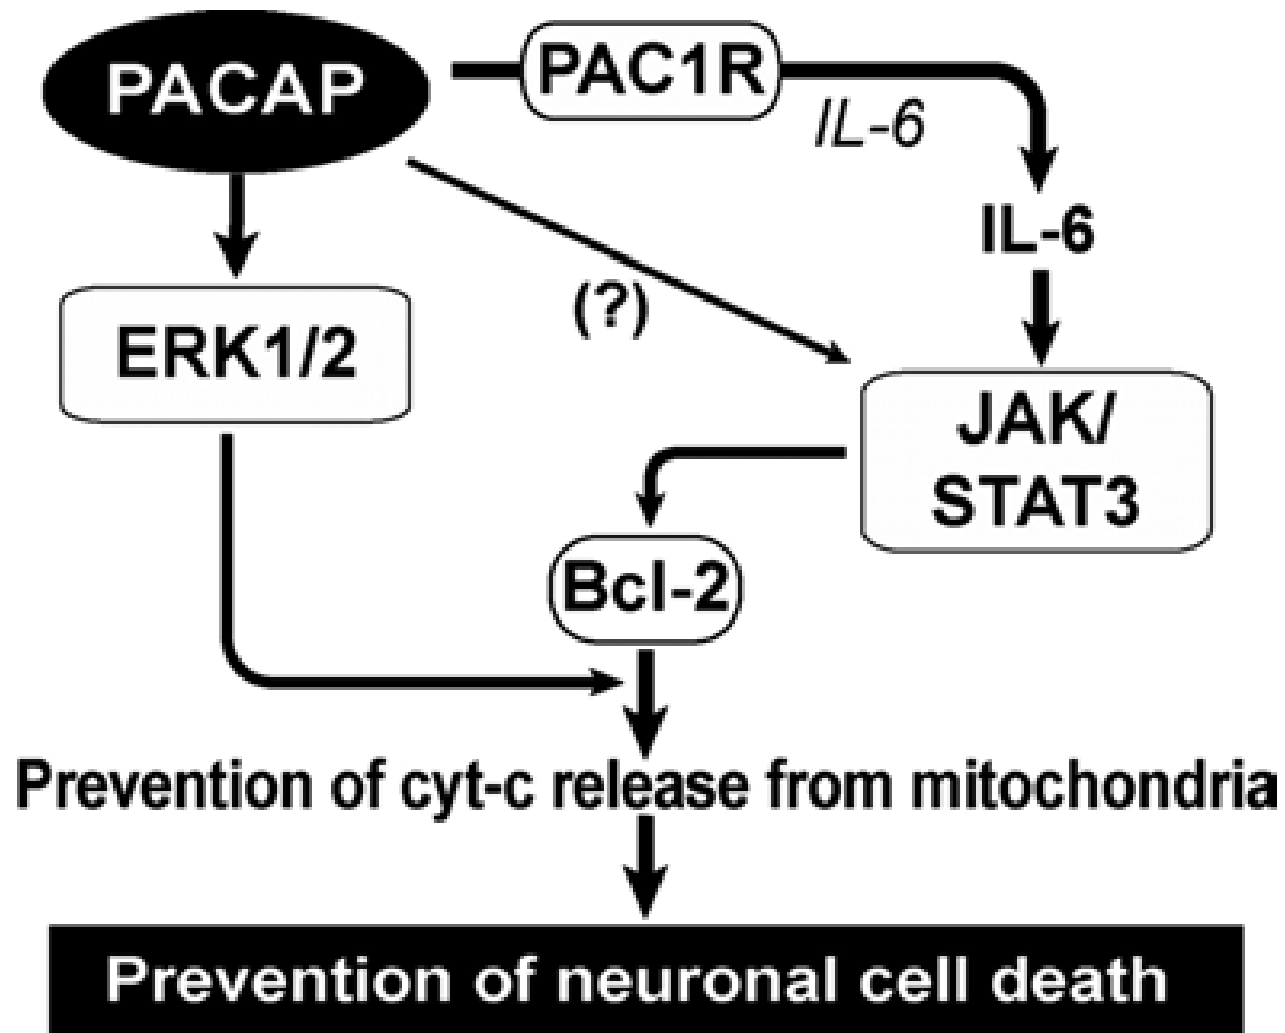 PACAP
PAC1R
IL-6
IL-6
(?)
ERK1/2
JAK/
STAT3
Bcl-2
Prevention of cyt-c release from mitochondria
Prevention of neuronal cell death